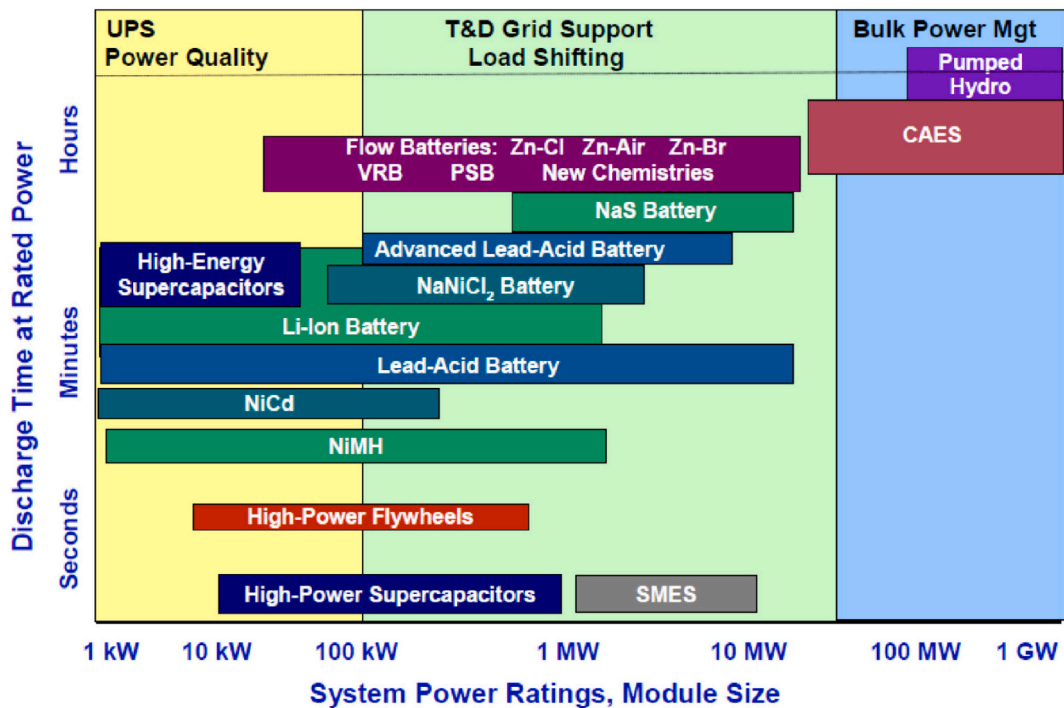 UPS
Power Quality
T&D Grid Support
Load Shifting
Bulk Power Mgt
Pumped
Hydro
CAES
Flow Batteries: Zn-Cl Zn-Air Zn-Br
VRB PSB New Chemistries
NaS Battery
Advanced Lead-Acid Battery
High-Energy
Supercapacitors
NaNiCl₂ Battery
Li-Ion Battery
Lead-Acid Battery
NiCd
NiMH
High-Power Flywheels
High-Power Supercapacitors
SMES
Discharge Time at Rated Power
Hours
Minutes
Seconds
1 kW 10 kW 100 kW 1 MW 10 MW 100 MW 1 GW
System Power Ratings, Module Size